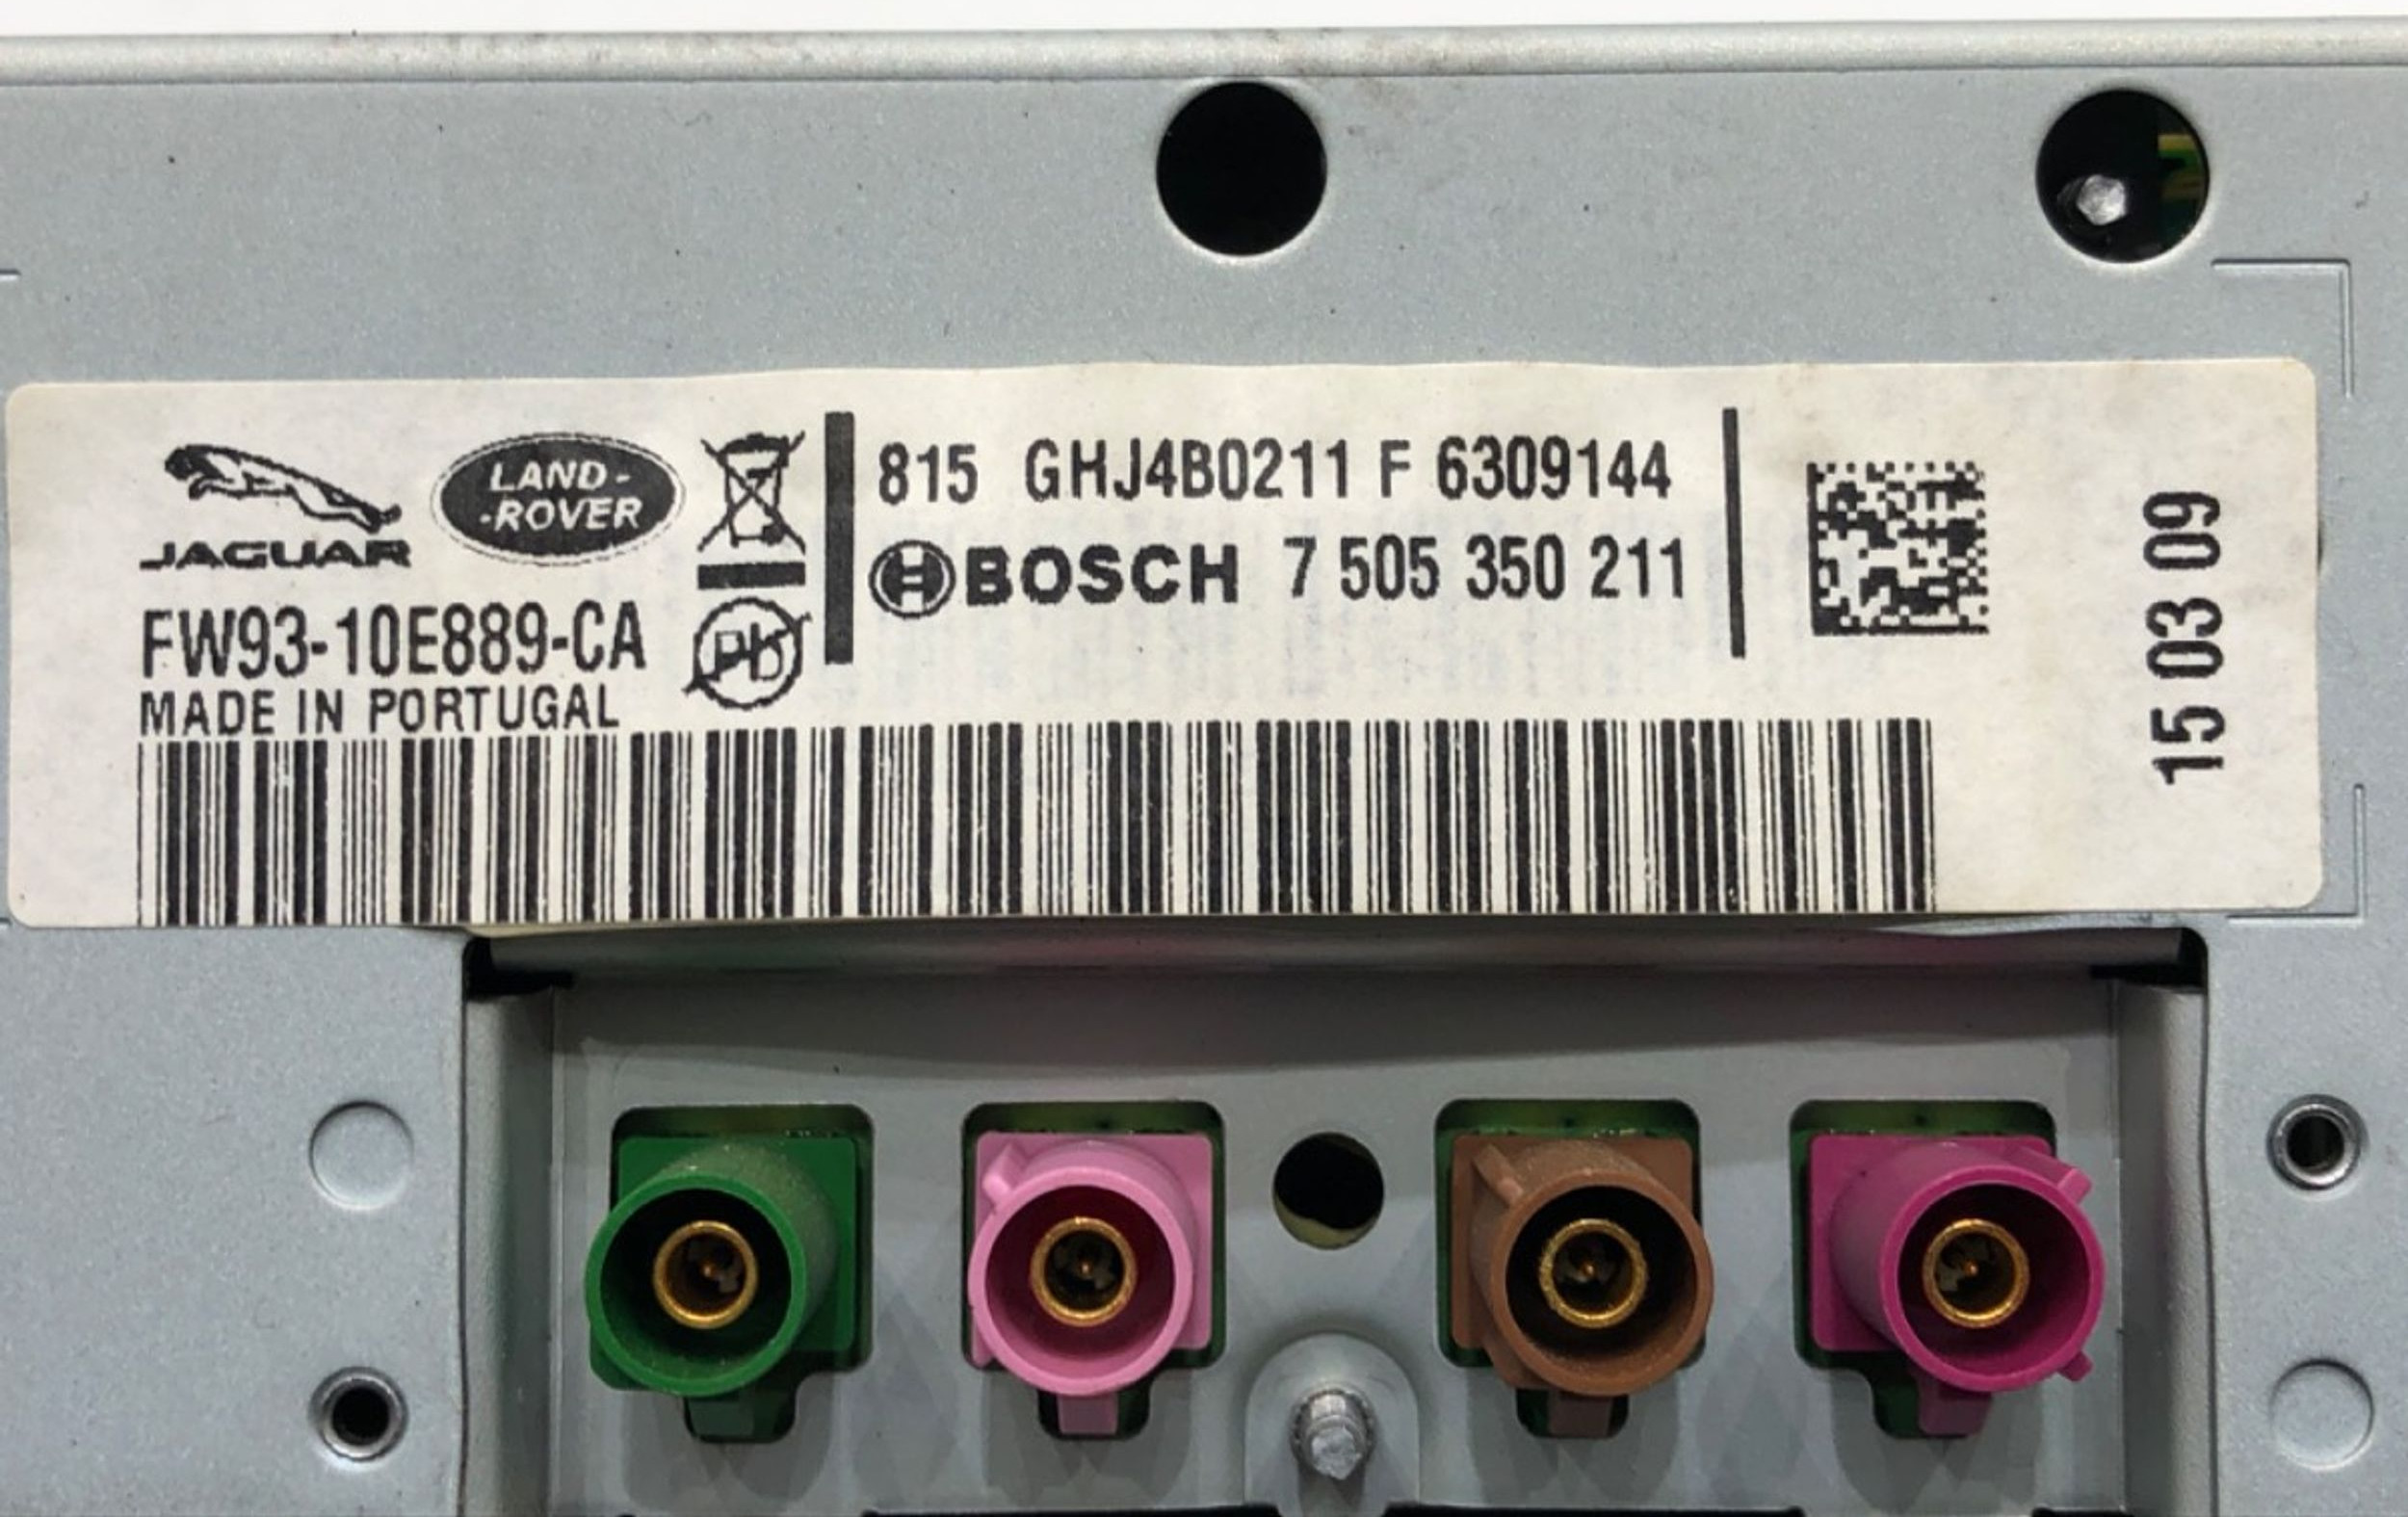 JAGUAR
LAND-
-ROVER
FW93-10E889-CA
MADE IN PORTUGAL
Pb
815 GHJ4B0211 F 6309144
BOSCH 7 505 350 211
15 03 09